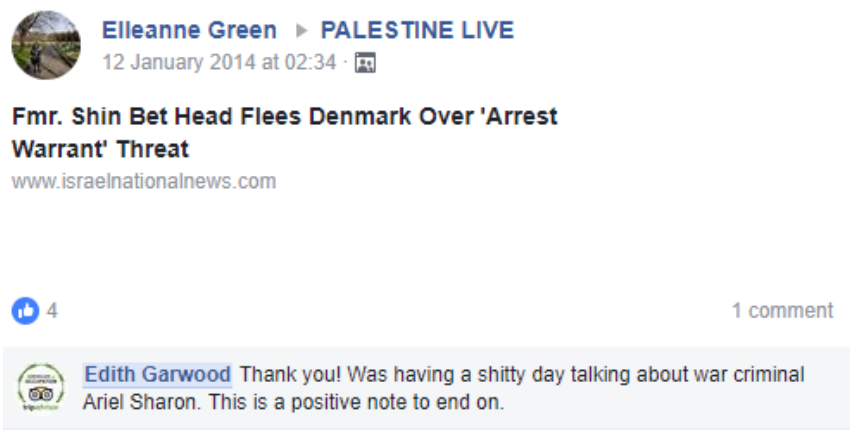 Elleanne Green ▸ PALESTINE LIVE
12 January 2014 at 02:34 ·
Fmr. Shin Bet Head Flees Denmark Over 'Arrest
Warrant' Threat
www.israelnationalnews.com
4
1 comment
Edith Garwood Thank you! Was having a shitty day talking about war criminal
Ariel Sharon. This is a positive note to end on.